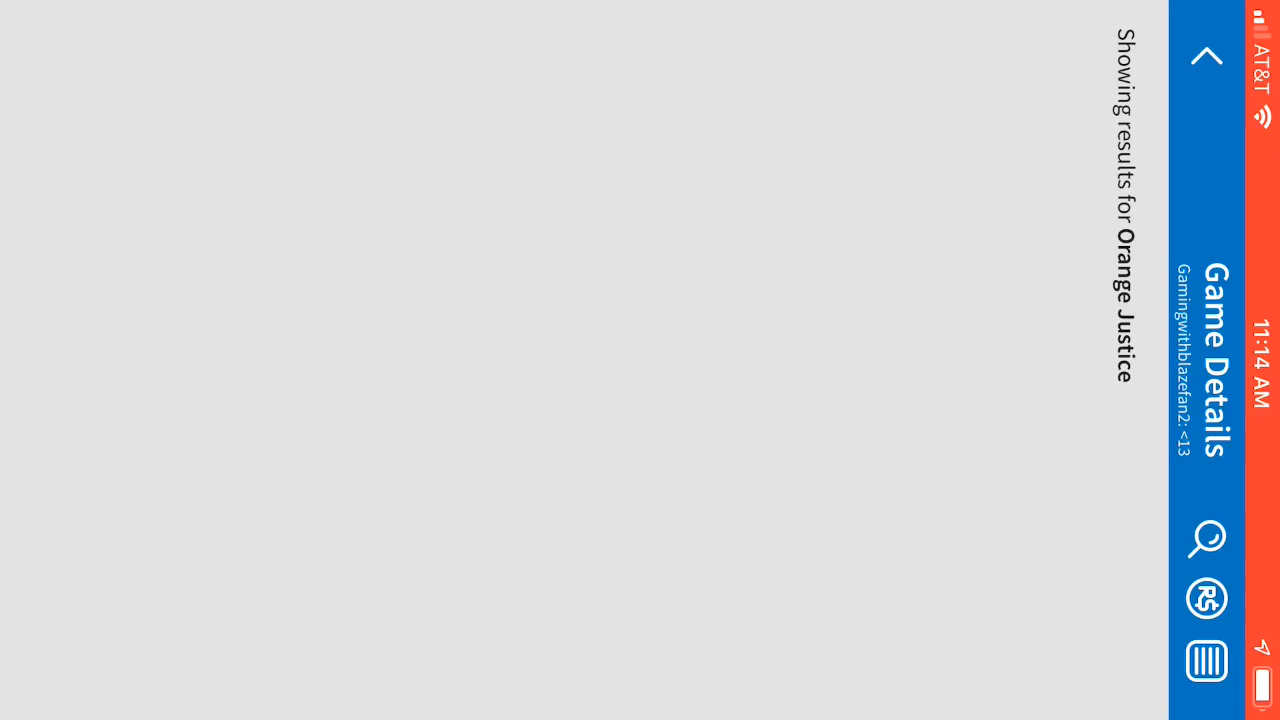 AT&T 11:14 AM
Game Details
Gamingwithblazefan2: <13
R$
Showing results for Orange Justice